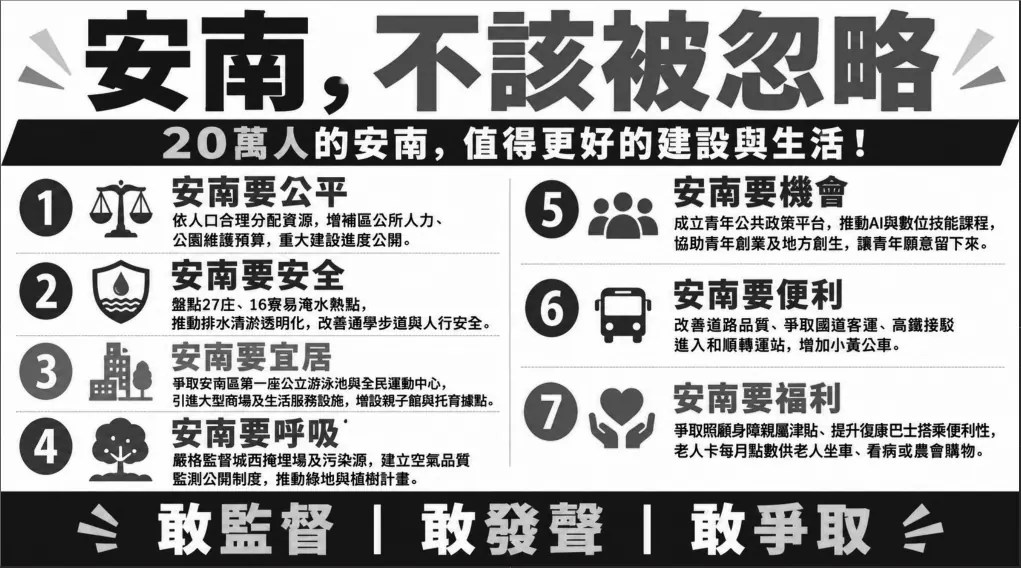 安南，不該被忽略
20萬人的安南，值得更好的建設與生活！
1
安南要公平
依人口合理分配資源，增補區公所人力、
公園維護預算，重大建設進度公開。
2
安南要安全
盤點27庄、16寮易淹水熱點，
推動排水清淤透明化，改善通學步道與人行安全。
3
安南要宜居
爭取安南區第一座公立游泳池與全民運動中心，
引進大型商場及生活服務設施，增設親子館與托育據點。
4
安南要呼吸
嚴格監督城西掩埋場及污染源，建立空氣品質
監測公開制度，推動綠地與植樹計畫。
5
安南要機會
成立青年公共政策平台，推動AI與數位技能課程，
協助青年創業及地方創生，讓青年願意留下來。
6
安南要便利
改善道路品質、爭取國道客運、高鐵接駁
進入和順轉運站，增加小黃公車。
7
安南要福利
爭取照顧身障親屬津貼、提升復康巴士搭乘便利性，
老人卡每月點數供老人坐車、看病或農會購物。
敢監督｜敢發聲｜敢爭取